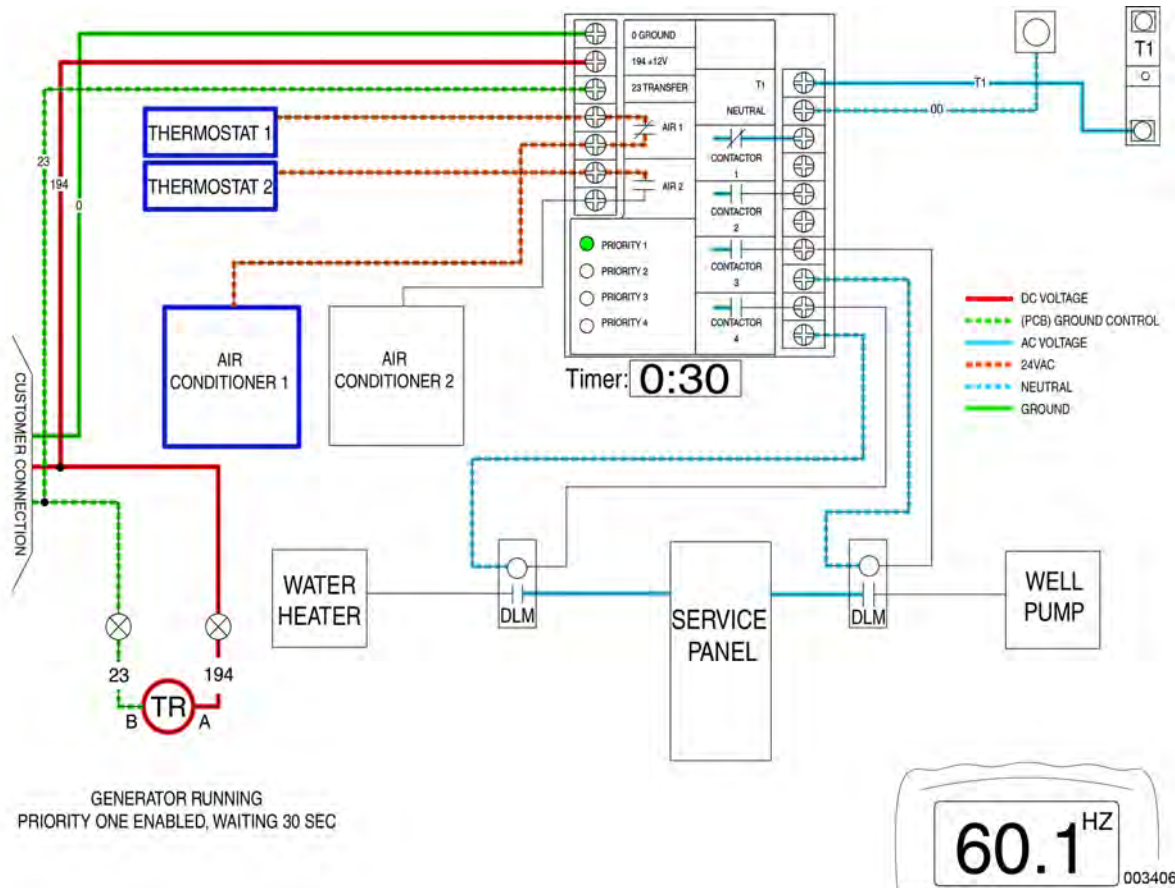 0 GROUND
194 +12V
23 TRANSFER
AIR 1
AIR 2
T1
NEUTRAL
CONTACTOR
1
CONTACTOR
2
CONTACTOR
3
CONTACTOR
4
PRIORITY 1
PRIORITY 2
PRIORITY 3
PRIORITY 4
Timer: 0:30
T1
00
T1
THERMOSTAT 1
THERMOSTAT 2
23
194
0
AIR
CONDITIONER 1
AIR
CONDITIONER 2
DC VOLTAGE
(PCB) GROUND CONTROL
AC VOLTAGE
24VAC
NEUTRAL
GROUND
CUSTOMER CONNECTION
WATER
HEATER
DLM
SERVICE
PANEL
DLM
WELL
PUMP
23
194
B
TR
A
GENERATOR RUNNING
PRIORITY ONE ENABLED, WAITING 30 SEC
60.1 HZ
003406